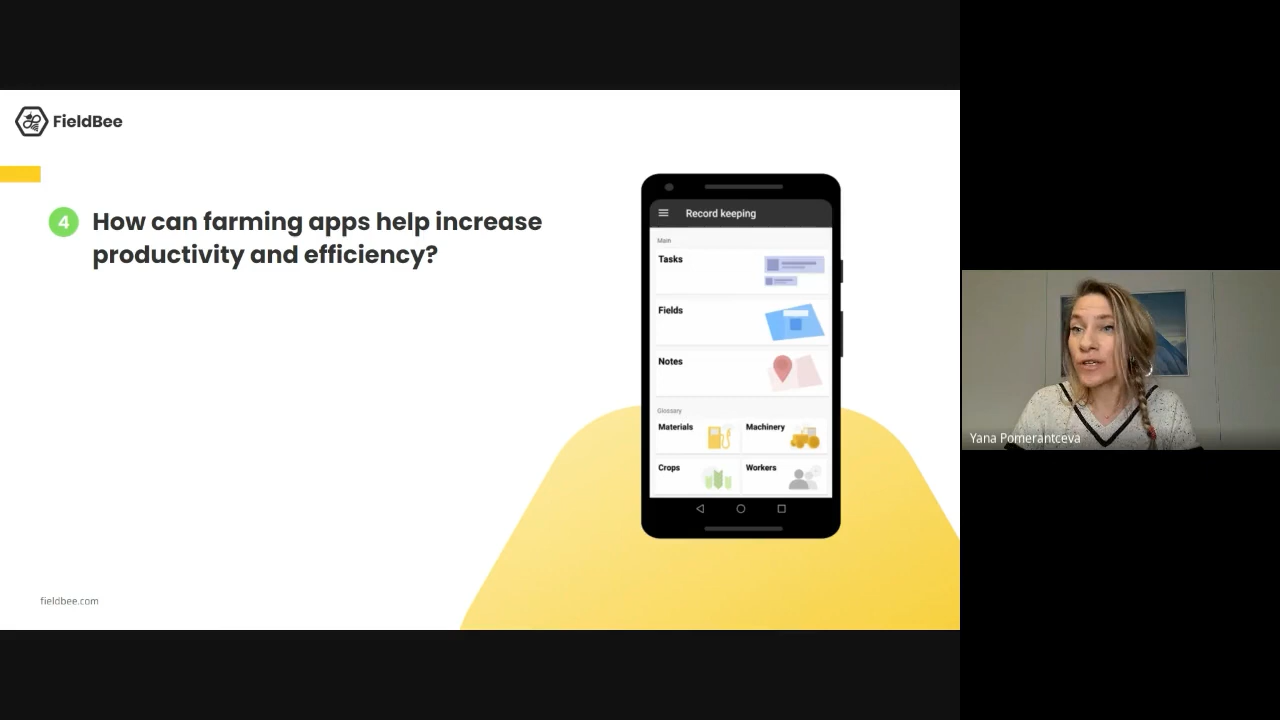 FieldBee
4 How can farming apps help increase
productivity and efficiency?
Record keeping
Main
Tasks
Fields
Notes
Glossary
Materials
Machinery
Crops
Workers
fieldbee.com
Yana Pomerantceva